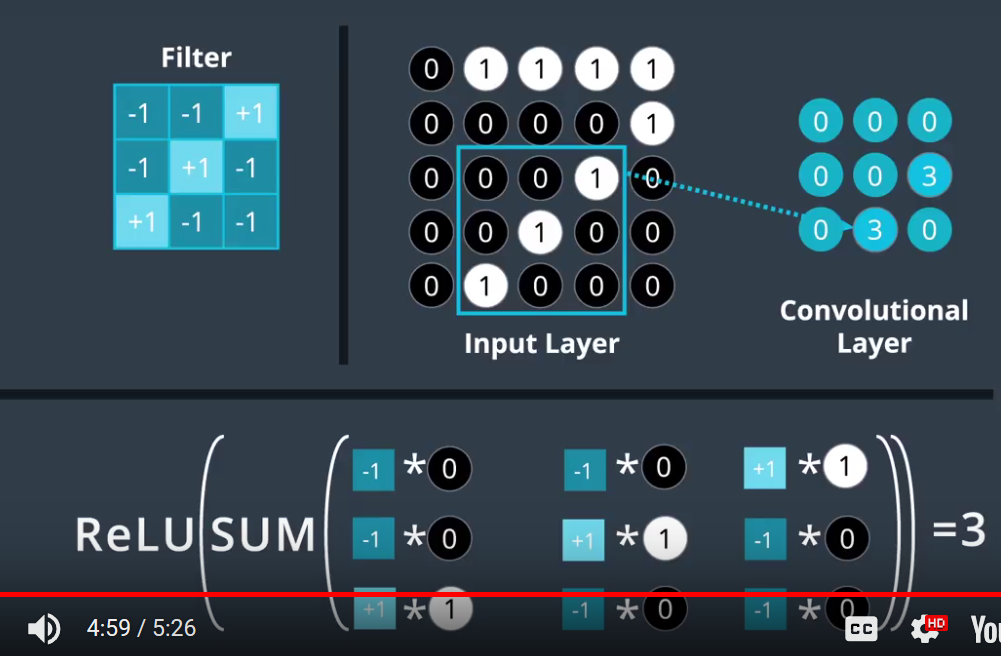 Filter
-1 -1 +1
-1 +1 -1
+1 -1 -1
0 1 1 1 1
0 0 0 0 1
0 0 0 1 0
0 0 1 0 0
0 1 0 0 0
Input Layer
0 0 0
0 0 3
0 3 0
Convolutional
Layer
ReLU(SUM(
-1 * 0 -1 * 0 +1 * 1
-1 * 0 +1 * 1 -1 * 0
+1 * 1 -1 * 0 -1 * 0
)) =3
4:59 / 5:26
CC
HD